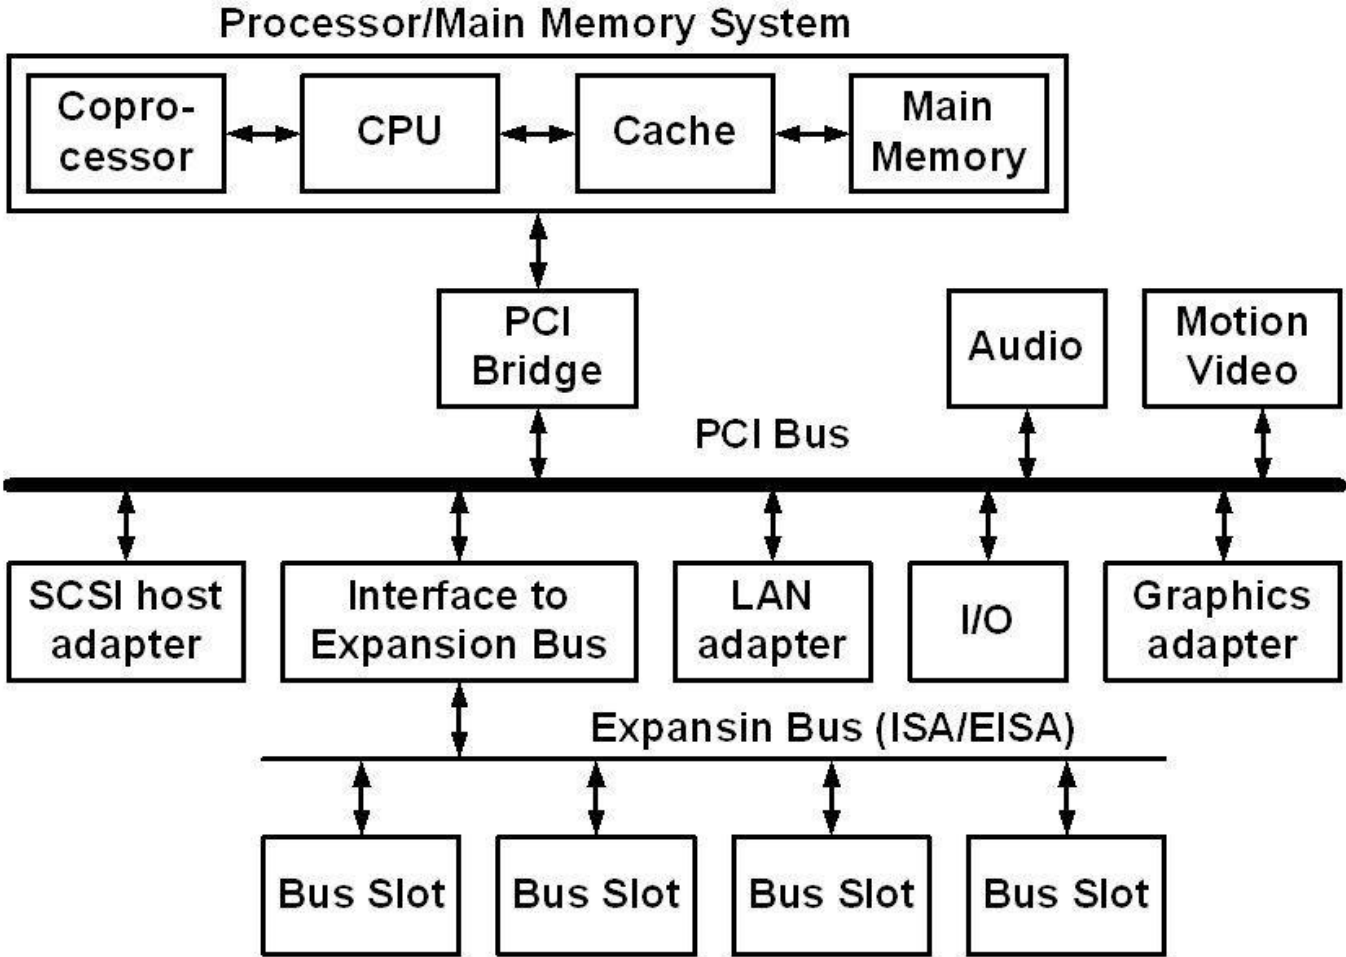 Processor/Main Memory System
Copro-
cessor
CPU
Cache
Main
Memory
PCI
Bridge
Audio
Motion
Video
PCI Bus
SCSI host
adapter
Interface to
Expansion Bus
LAN
adapter
I/O
Graphics
adapter
Expansin Bus (ISA/EISA)
Bus Slot
Bus Slot
Bus Slot
Bus Slot